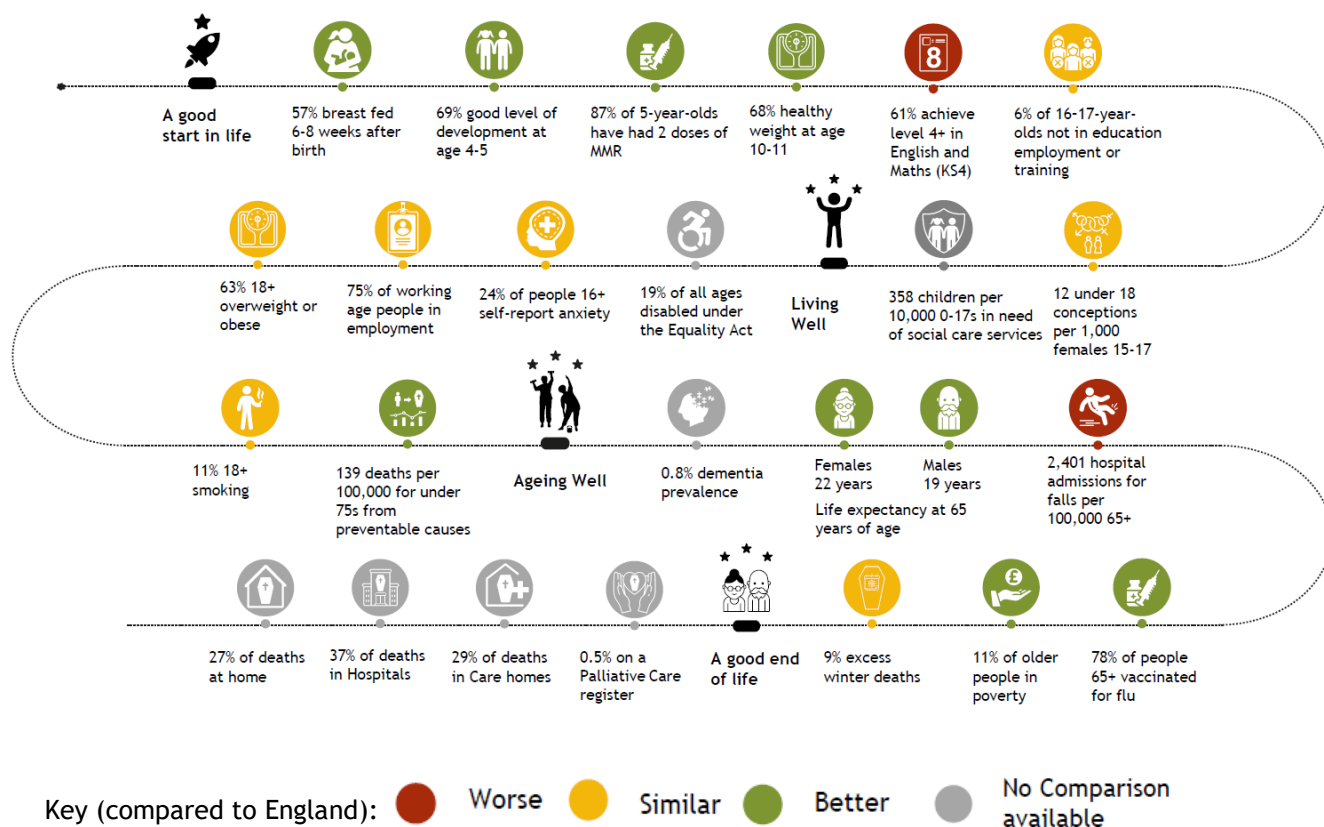 A good
start in life
57% breast fed
6-8 weeks after
birth
69% good level of
development at
age 4-5
87% of 5-year-olds
have had 2 doses of
MMR
68% healthy
weight at age
10-11
8
61% achieve
level 4+ in
English and
Maths (KS4)
6% of 16-17-year-
olds not in education
employment or
training
63% 18+
overweight or
obese
75% of working
age people in
employment
24% of people 16+
self-report anxiety
19% of all ages
disabled under
the Equality Act
Living
Well
358 children per
10,000 0-17s in need
of social care services
12 under 18
conceptions
per 1,000
females 15-17
11% 18+
smoking
139 deaths per
100,000 for under
75s from
preventable causes
Ageing Well
0.8% dementia
prevalence
Females
22 years
Males
19 years
Life expectancy at 65
years of age
2,401 hospital
admissions for
falls per
100,000 65+
27% of deaths
at home
37% of deaths
in Hospitals
29% of deaths
in Care homes
0.5% on a
Palliative Care
register
A good end
of life
9% excess
winter deaths
£
11% of older
people in
poverty
78% of people
65+ vaccinated
for flu
Key (compared to England):
Worse
Similar
Better
No Comparison
available